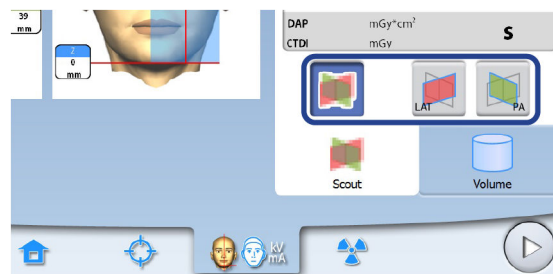 39
mm
2
0
mm
DAP mGy*cm²
CTDI mGy
S
LAT
PA
Scout
Volume
kV
mA